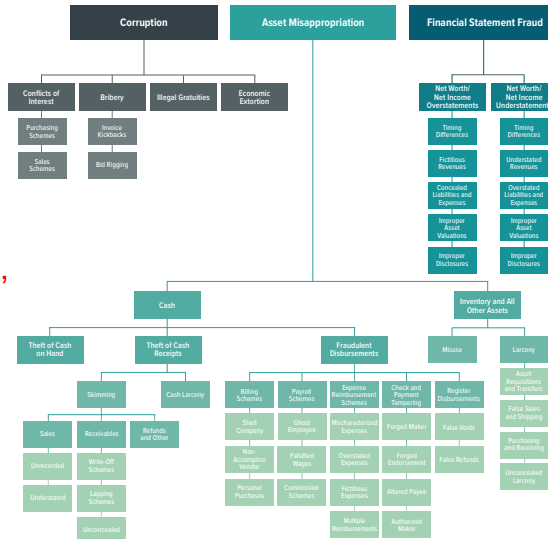 Corruption
Asset Misappropriation
Financial Statement Fraud
Conflicts of
Interest
Bribery
Illegal Gratuities
Economic
Extortion
Net Worth/
Net Income
Overstatements
Net Worth/
Net Income
Understatements
Purchasing
Schemes
Sales
Schemes
Invoice
Kickbacks
Bid Rigging
Timing
Differences
Fictitious
Revenues
Concealed
Liabilities and
Expenses
Improper
Asset
Valuations
Improper
Disclosures
Timing
Differences
Understated
Revenues
Overstated
Liabilities and
Expenses
Improper
Asset
Valuations
Improper
Disclosures
,
Cash
Inventory and All
Other Assets
Theft of Cash
on Hand
Theft of Cash
Receipts
Fraudulent
Disbursements
Misuse
Larceny
Skimming
Cash Larceny
Sales
Receivables
Refunds
and Other
Unrecorded
Understated
Write-Off
Schemes
Lapping
Schemes
Unconcealed
Billing
Schemes
Shell
Company
Non-
Accomplice
Vendor
Personal
Purchases
Payroll
Schemes
Ghost
Employee
Falsified
Wages
Commission
Schemes
Expense
Reimbursement
Schemes
Mischaracterized
Expenses
Overstated
Expenses
Fictitious
Expenses
Multiple
Reimbursements
Check and
Payment
Tampering
Forged Maker
Forged
Endorsement
Altered Payee
Authorized
Maker
Register
Disbursements
False Voids
False Refunds
Asset
Requisitions
and Transfers
False Sales
and Shipping
Purchasing
and Receiving
Unconcealed
Larceny